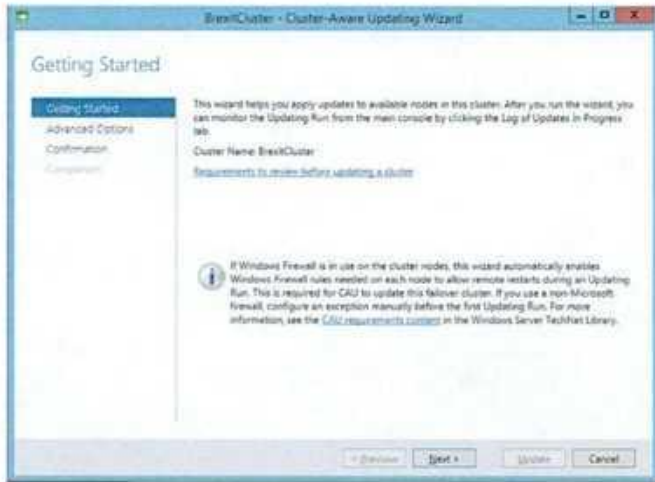 BrexitCluster - Cluster-Aware Updating Wizard
Getting Started
Getting Started
Advanced Options
Confirmation
Completion
This wizard helps you apply updates to available nodes in this cluster. After you run the wizard, you
can monitor the Updating Run from the main console by clicking the Log of Updates in Progress
tab.
Cluster Name: BrexitCluster
Requirements to review before updating a cluster
If Windows Firewall is in use on the cluster nodes, this wizard automatically enables
Windows Firewall rules needed on each node to allow remote restarts during an Updating
Run. This is required for CAU to update this failover cluster. If you use a non-Microsoft
firewall, configure an exception manually before the first Updating Run. For more
information, see the CAU requirements content in the Windows Server TechNet Library.
< Previous
Next >
Update
Cancel